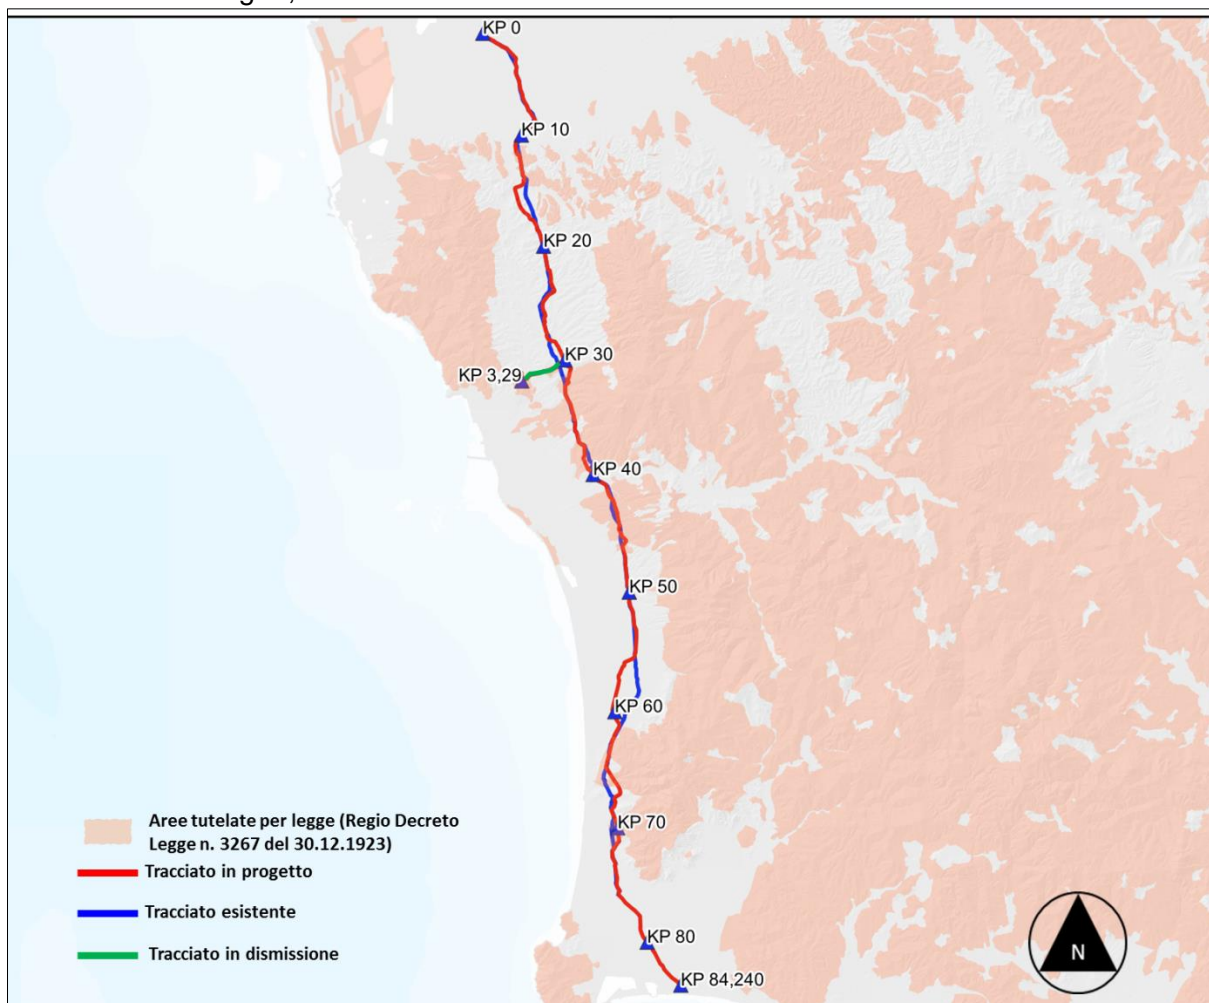 KP 0
KP 10
KP 20
KP 30
KP 3,29
KP 40
KP 50
KP 60
KP 70
KP 80
KP 84,240
Aree tutelate per legge (Regio Decreto
Legge n. 3267 del 30.12.1923)
Tracciato in progetto
Tracciato esistente
Tracciato in dismissione
N